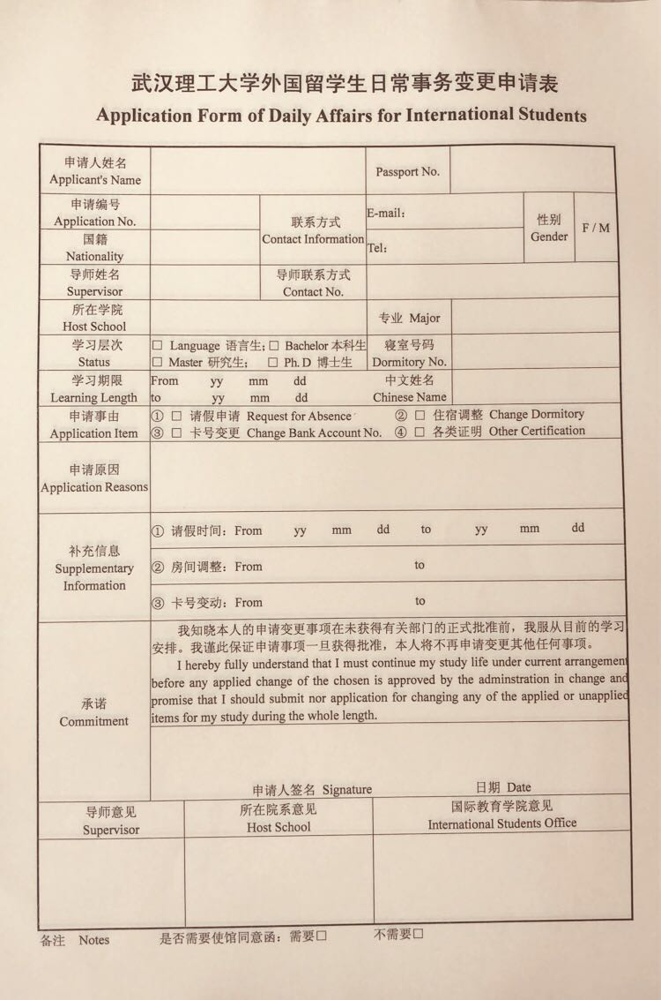 武汉理工大学外国留学生日常事务变更申请表
Application Form of Daily Affairs for International Students
申请人姓名
Applicant's Name
Passport No.
申请编号
Application No.
联系方式
Contact Information
E-mail:
性别
Gender
F / M
国籍
Nationality
Tel:
导师姓名
Supervisor
导师联系方式
Contact No.
所在学院
Host School
专业 Major
学习层次
Status
□ Language 语言生; □ Bachelor 本科生
□ Master 研究生; □ Ph. D 博士生
寝室号码
Dormitory No.
学习期限
Learning Length
From yy mm dd
to yy mm dd
中文姓名
Chinese Name
申请事由
Application Item
① □ 请假申请 Request for Absence ② □ 住宿调整 Change Dormitory
③ □ 卡号变更 Change Bank Account No. ④ □ 各类证明 Other Certification
申请原因
Application Reasons
补充信息
Supplementary
Information
① 请假时间: From yy mm dd to yy mm dd
② 房间调整: From to
③ 卡号变动: From to
承诺
Commitment
我知晓本人的申请变更事项在未获得有关部门的正式批准前，我服从目前的学习
安排。我谨此保证申请事项一旦获得批准，本人将不再申请变更其他任何事项。
I hereby fully understand that I must continue my study life under current arrangement
before any applied change of the chosen is approved by the adminstration in change and
promise that I should submit nor application for changing any of the applied or unapplied
items for my study during the whole length.
申请人签名 Signature 日期 Date
导师意见
Supervisor
所在院系意见
Host School
国际教育学院意见
International Students Office
备注 Notes 是否需要使馆同意函: 需要□ 不需要□